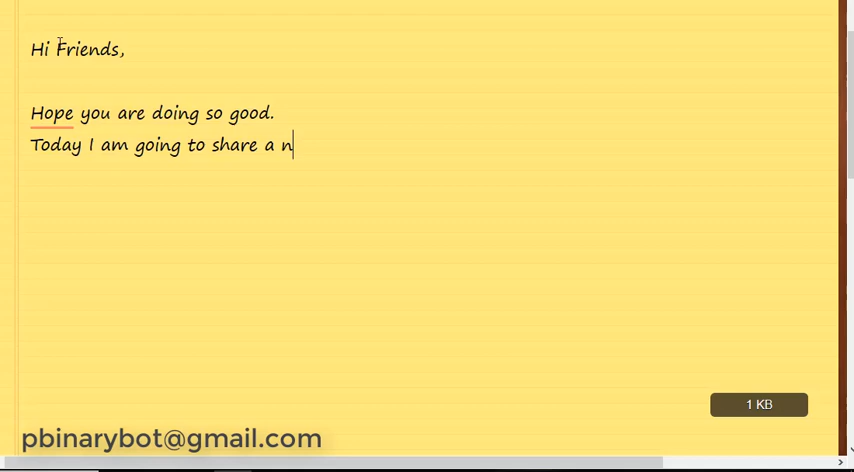 Hi Friends,
Hope you are doing so good.
Today I am going to share a n
1 KB
pbinarybot@gmail.com